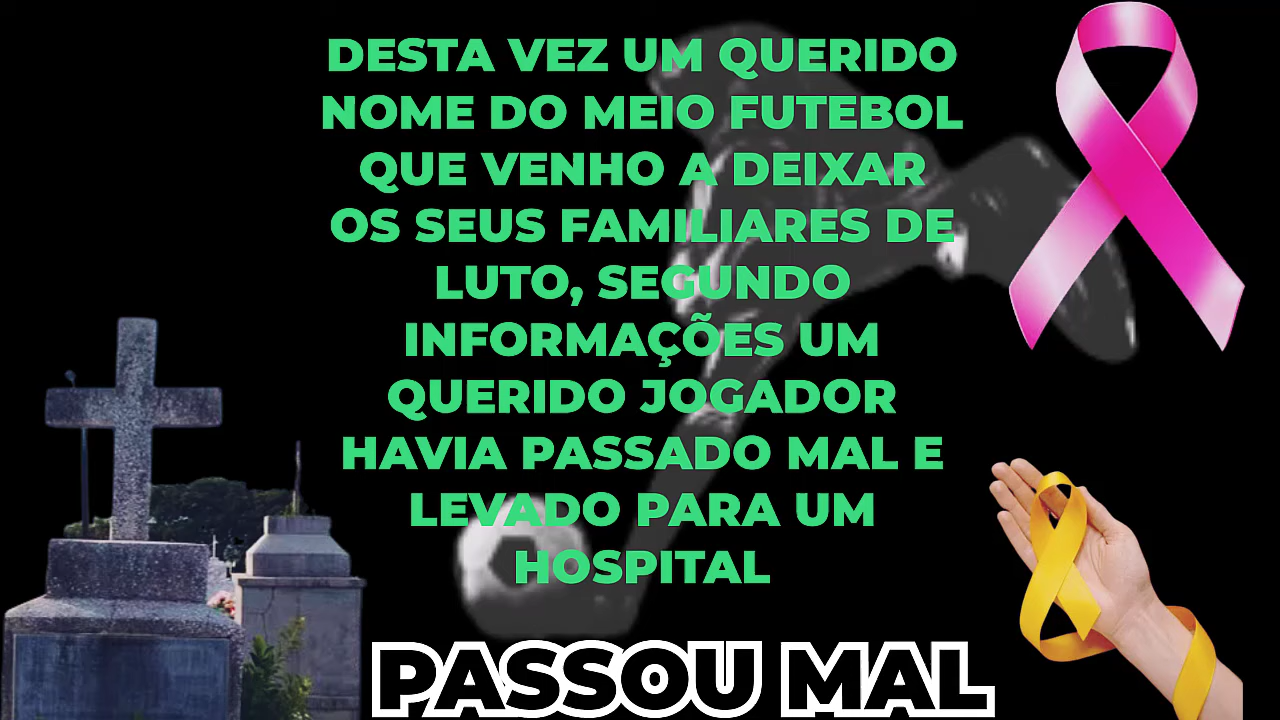 DESTA VEZ UM QUERIDO
NOME DO MEIO FUTEBOL
QUE VENHO A DEIXAR
OS SEUS FAMILIARES DE
LUTO, SEGUNDO
INFORMAÇÕES UM
QUERIDO JOGADOR
HAVIA PASSADO MAL E
LEVADO PARA UM
HOSPITAL
PASSOU MAL